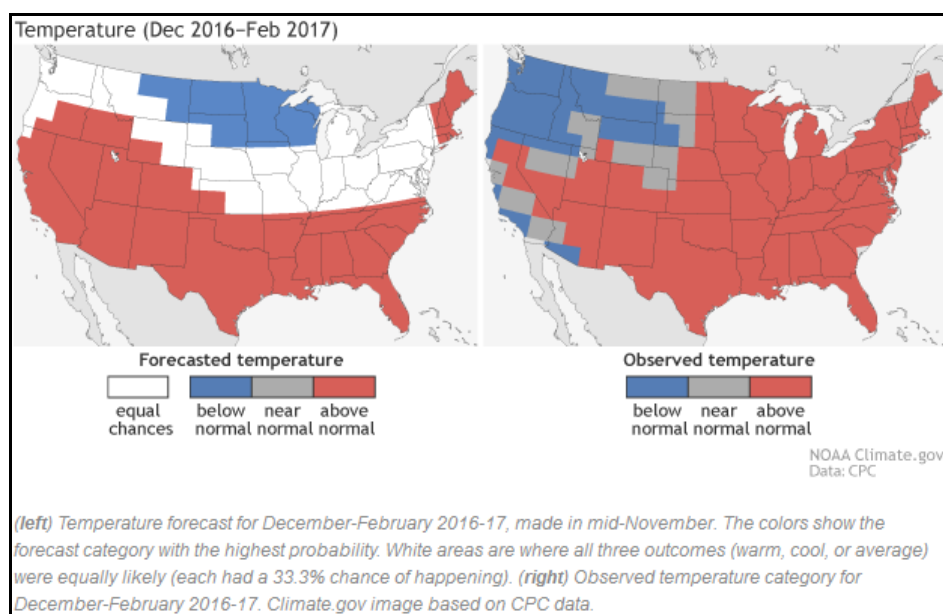 Temperature (Dec 2016–Feb 2017)
Forecasted temperature
equal chances
below normal
near normal
above normal
Observed temperature
below normal
near normal
above normal
NOAA Climate.gov
Data: CPC
(left) Temperature forecast for December-February 2016-17, made in mid-November. The colors show the
forecast category with the highest probability. White areas are where all three outcomes (warm, cool, or average)
were equally likely (each had a 33.3% chance of happening). (right) Observed temperature category for
December-February 2016-17. Climate.gov image based on CPC data.